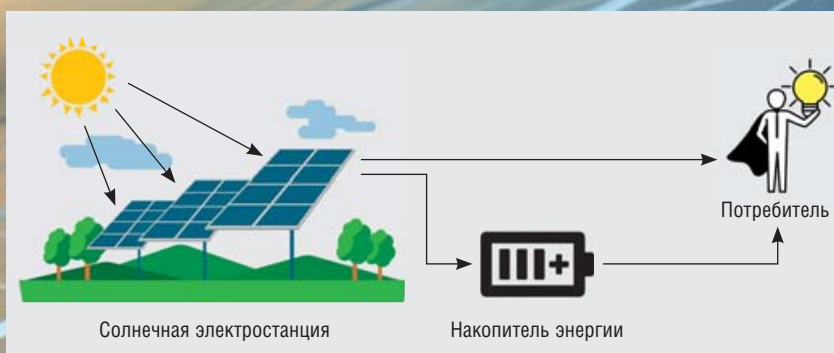 Потребитель
Солнечная электростанция
Накопитель энергии